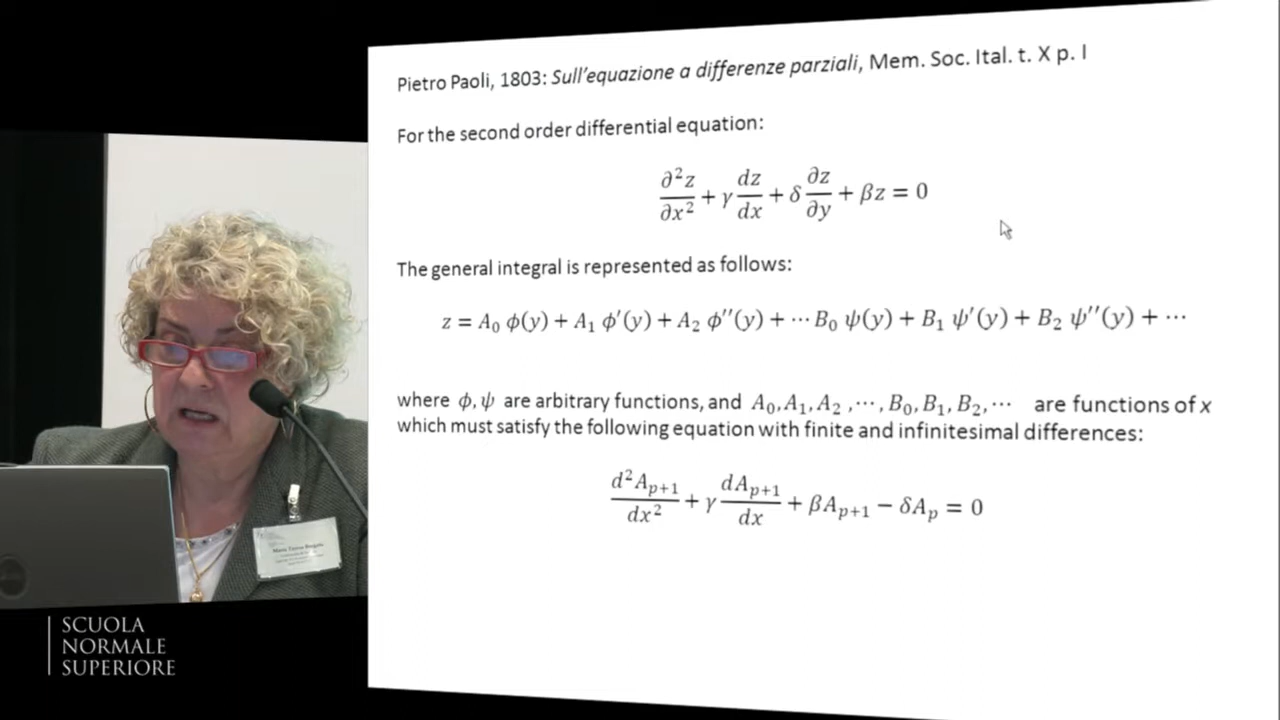 Pietro Paoli, 1803: Sull'equazione a differenze parziali, Mem. Soc. Ital. t. X p. I
For the second order differential equation:
∂²z/∂x² + γ dz/dx + δ ∂z/∂y + βz = 0
The general integral is represented as follows:
z = A₀ ϕ(y) + A₁ ϕ′(y) + A₂ ϕ′′(y) + ⋯ B₀ ψ(y) + B₁ ψ′(y) + B₂ ψ′′(y) + ⋯
where ϕ, ψ are arbitrary functions, and A₀, A₁, A₂ , ⋯ , B₀, B₁, B₂, ⋯ are functions of x
which must satisfy the following equation with finite and infinitesimal differences:
d²Aₚ₊₁/dx² + γ dAₚ₊₁/dx + βAₚ₊₁ − δAₚ = 0
SCUOLA
NORMALE
SUPERIORE